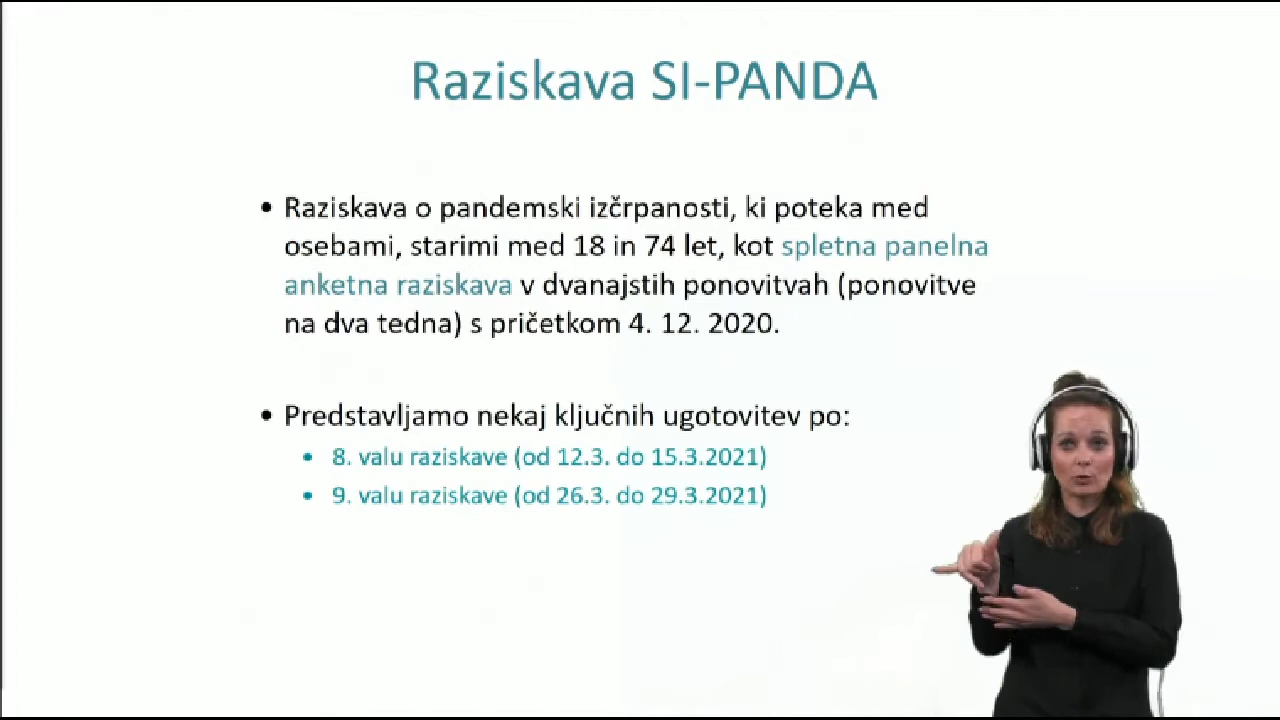 Raziskava SI-PANDA
• Raziskava o pandemski izčrpanosti, ki poteka med
osebami, starimi med 18 in 74 let, kot spletna panelna
anketna raziskava v dvanajstih ponovitvah (ponovitve
na dva tedna) s pričetkom 4. 12. 2020.
• Predstavljamo nekaj ključnih ugotovitev po:
• 8. valu raziskave (od 12.3. do 15.3.2021)
• 9. valu raziskave (od 26.3. do 29.3.2021)